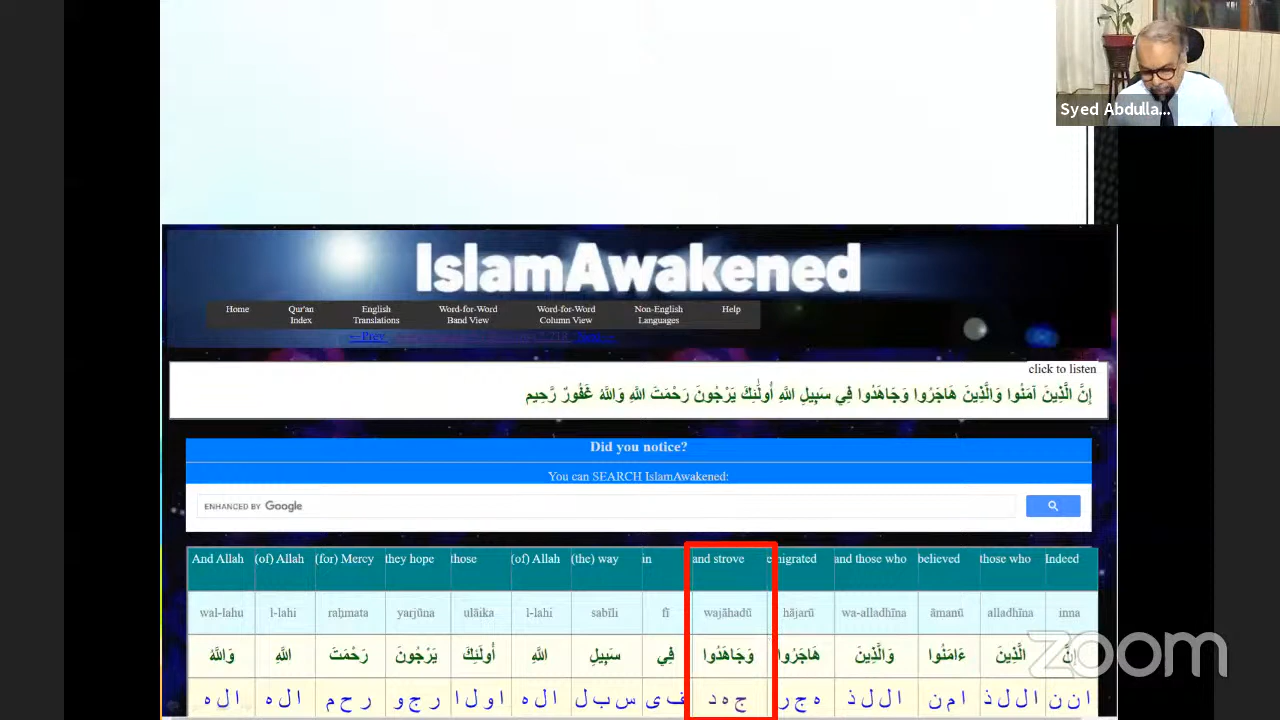 Syed Abdulla...
IslamAwakened
Home
Qur'an Index
English Translations
Word-for-Word Band View
Word-for-Word Column View
Non-English Languages
Help
←Prev
click to listen
إِنَّ الَّذِينَ آمَنُوا وَالَّذِينَ هَاجَرُوا وَجَاهَدُوا فِي سَبِيلِ اللَّهِ أُولَٰئِكَ يَرْجُونَ رَحْمَتَ اللَّهِ وَاللَّهُ غَفُورٌ رَّحِيم
Did you notice?
You can SEARCH IslamAwakened:
ENHANCED BY Google
And Allah (of) Allah (for) Mercy they hope those (of) Allah (the) way in and strove emigrated and those who believed those who Indeed
wal-lahu l-lahi raḥmata yarjūna ulāika l-lahi sabīli fī wajāhadū hājarū wa-alladhīna āmanū alladhīna inna
إِنَّ الَّذِينَ ءَامَنُوا وَالَّذِينَ هَاجَرُوا وَجَاهَدُوا فِي سَبِيلِ اللَّهِ أُولَٰئِكَ يَرْجُونَ رَحْمَتَ اللَّهِ وَاللَّهُ
ا ن ن ا ل ل ذ ا م ن ا ل ل ذ ه ج ر ج ه د ف ى س ب ل ا ل ه ا و ل ا ر ج و ر ح م ا ل ه ا ل ه
zoom